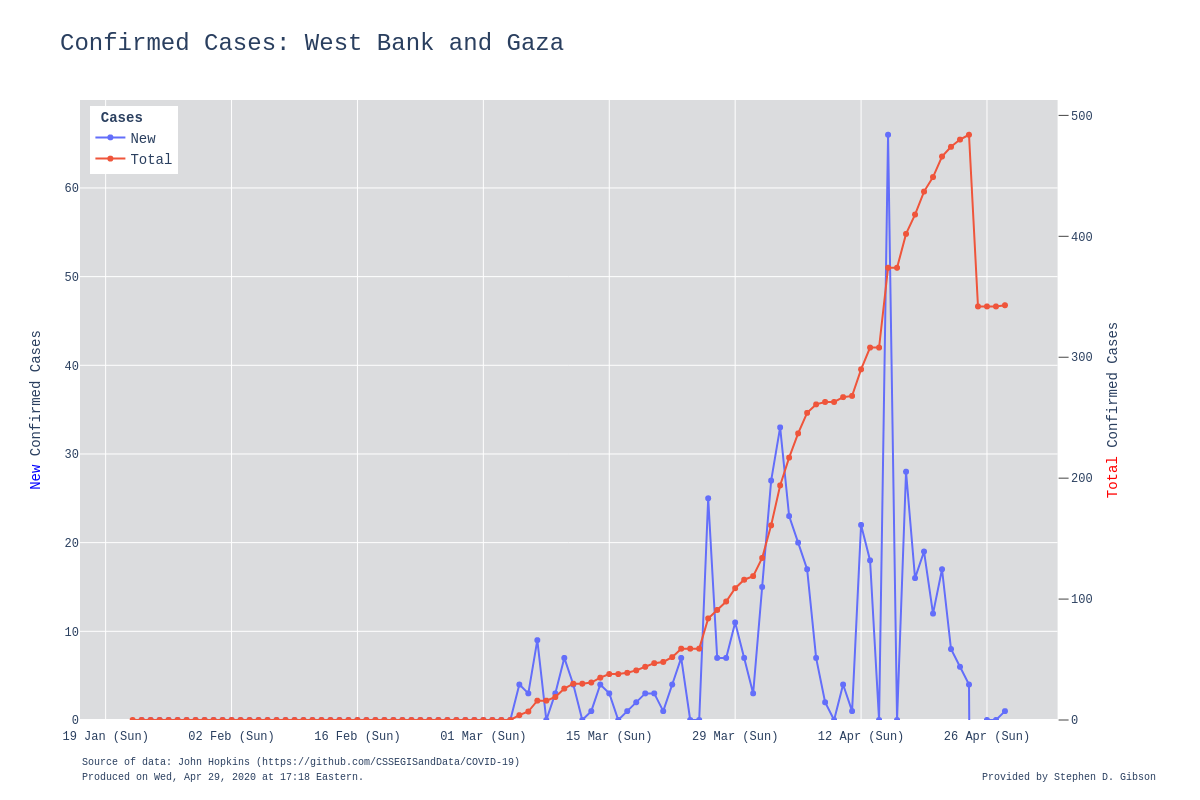 Confirmed Cases: West Bank and Gaza
Cases
New
Total
60
50
40
30
20
10
0
New Confirmed Cases
500
400
300
200
100
0
Total Confirmed Cases
19 Jan (Sun) 02 Feb (Sun) 16 Feb (Sun) 01 Mar (Sun) 15 Mar (Sun) 29 Mar (Sun) 12 Apr (Sun) 26 Apr (Sun)
Source of data: John Hopkins (https://github.com/CSSEGISandData/COVID-19)
Produced on Wed, Apr 29, 2020 at 17:18 Eastern.
Provided by Stephen D. Gibson